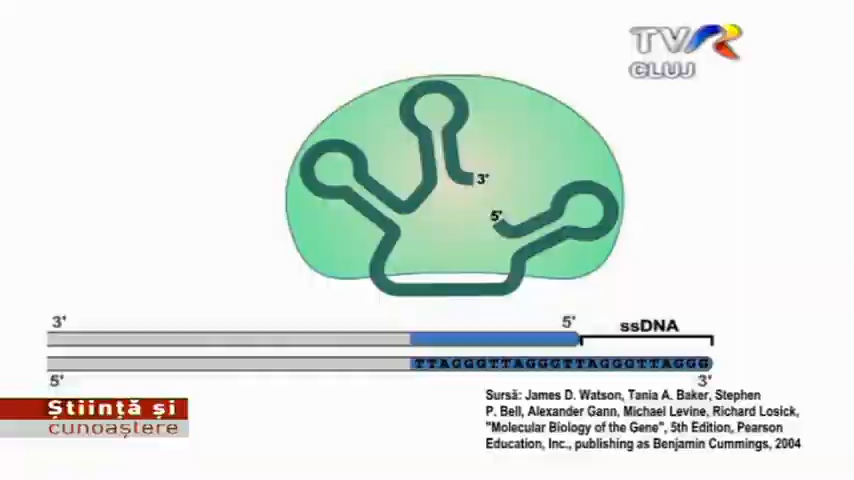 TVR
CLUJ
3'
5'
3'
5'
ssDNA
TTAGGGTTAGGGTTAGGGTTAGGG
5'
3'
Știință și
cunoaștere
Sursă: James D. Watson, Tania A. Baker, Stephen
P. Bell, Alexander Gann, Michael Levine, Richard Losick,
"Molecular Biology of the Gene", 5th Edition, Pearson
Education, Inc., publishing as Benjamin Cummings, 2004